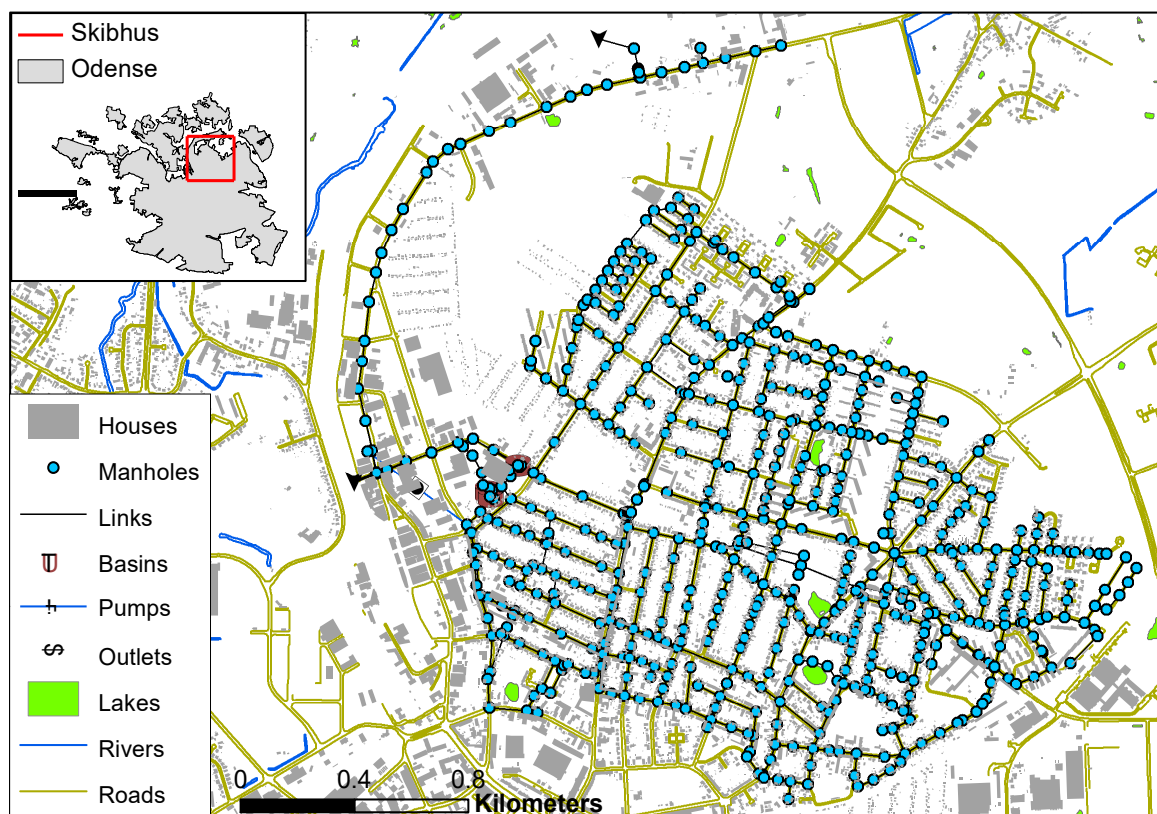 Skibhus
Odense
Houses
Manholes
Links
Basins
Pumps
Outlets
Lakes
Rivers
Roads
0 0.4 0.8
Kilometers